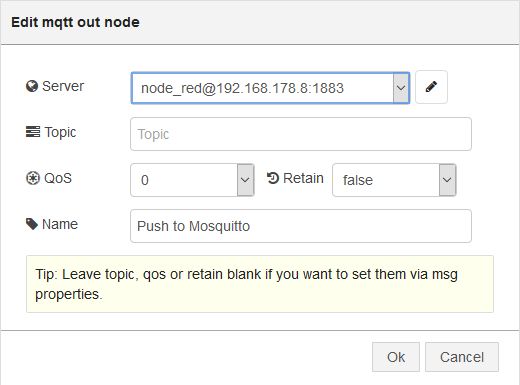 Edit mqtt out node
Server
node_red@192.168.178.8:1883
Topic
Topic
QoS
0
Retain
false
Name
Push to Mosquitto
Tip: Leave topic, qos or retain blank if you want to set them via msg
properties.
Ok
Cancel